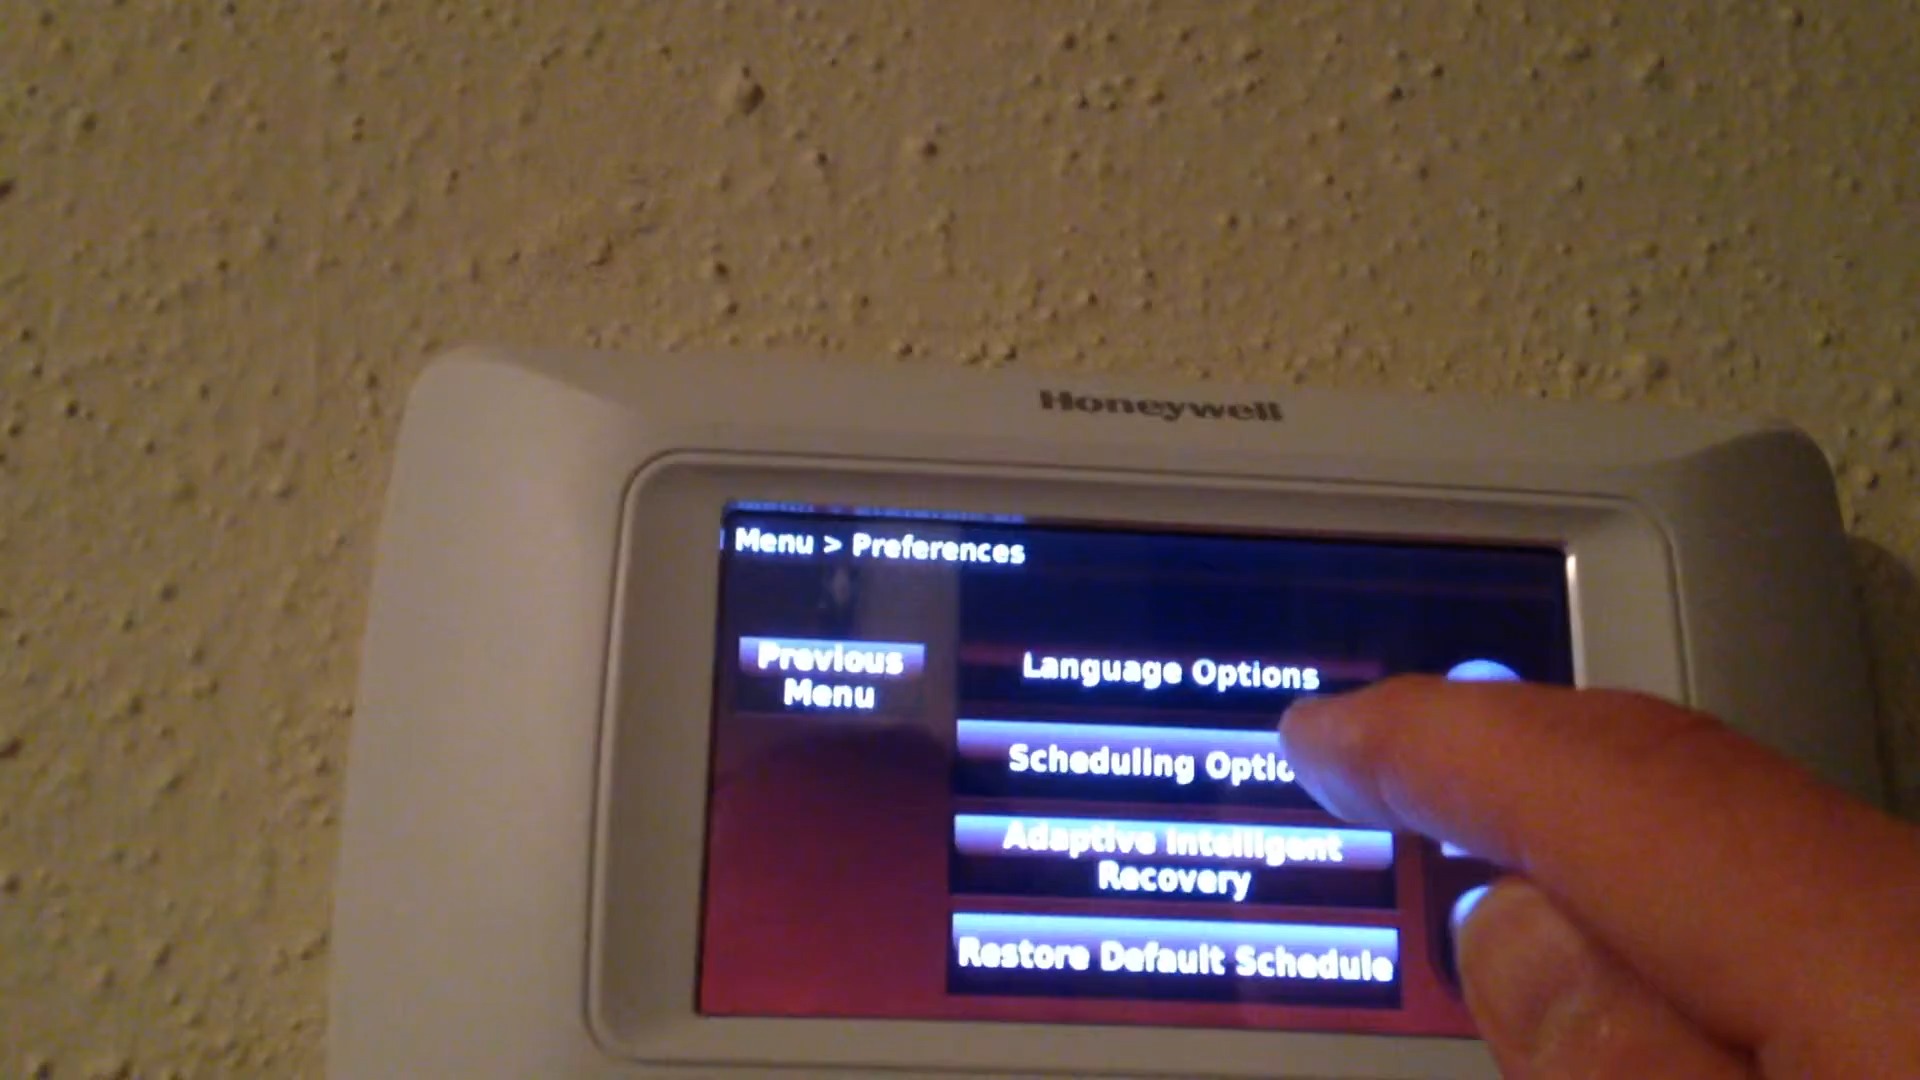 Honeywell
Menu > Preferences
Previous
Menu
Language Options
Scheduling Optio
Adaptive Intelligent
Recovery
Restore Default Schedule